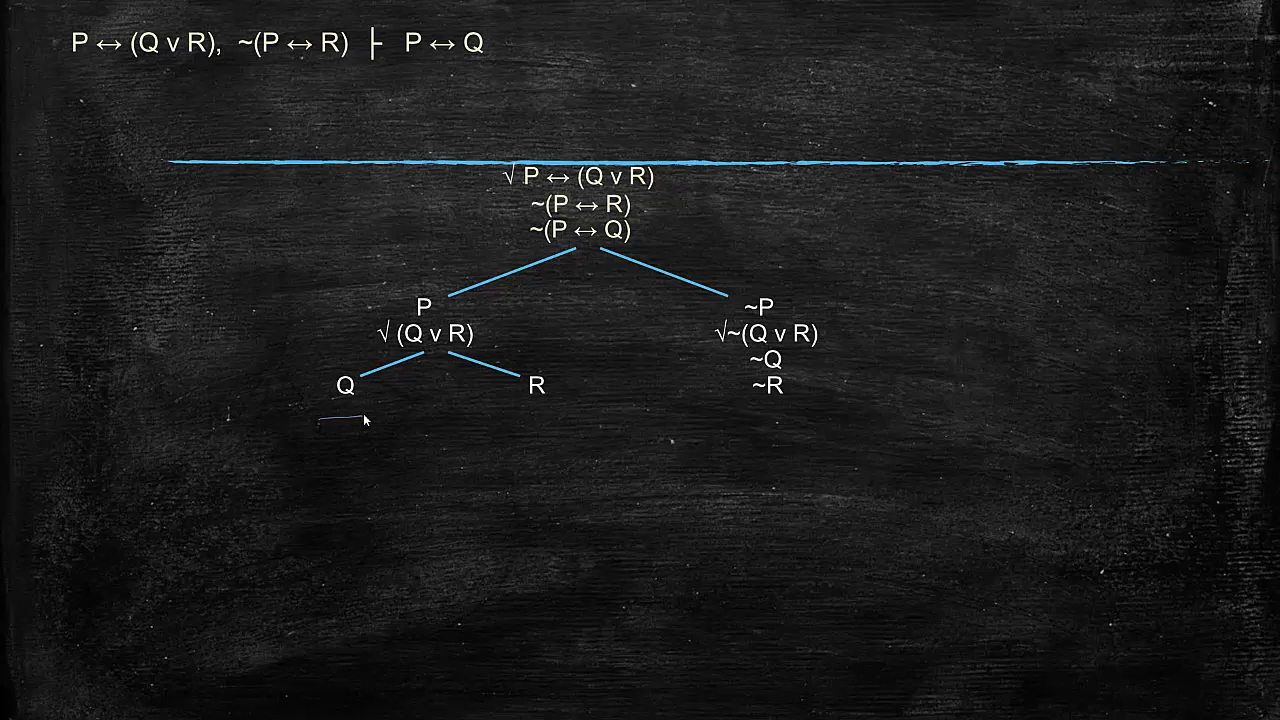 P ↔ (Q v R), ~(P ↔ R) ├ P ↔ Q
√ P ↔ (Q v R)
~(P ↔ R)
~(P ↔ Q)
P
~P
√ (Q v R)
√~(Q v R)
~Q
Q
R
~R